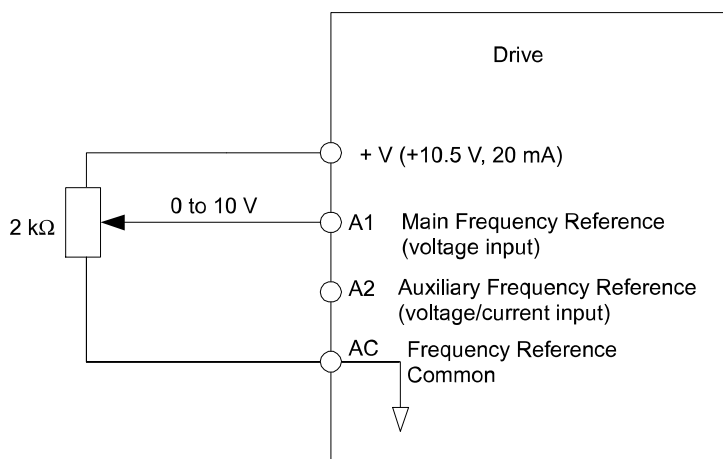 Drive
+ V (+10.5 V, 20 mA)
0 to 10 V
2 kΩ
A1 Main Frequency Reference
(voltage input)
A2 Auxiliary Frequency Reference
(voltage/current input)
AC Frequency Reference
Common